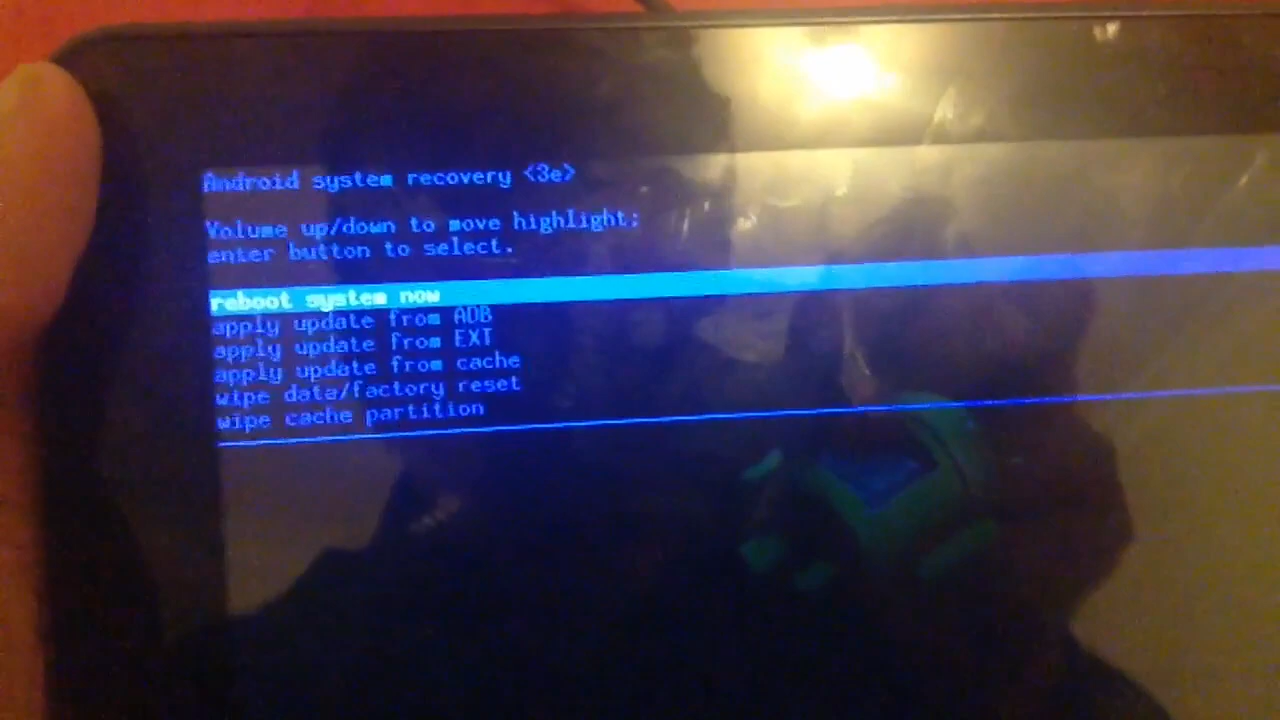 Android system recovery <3e>
Volume up/down to move highlight;
enter button to select.
reboot system now
apply update from ADB
apply update from EXT
apply update from cache
wipe data/factory reset
wipe cache partition